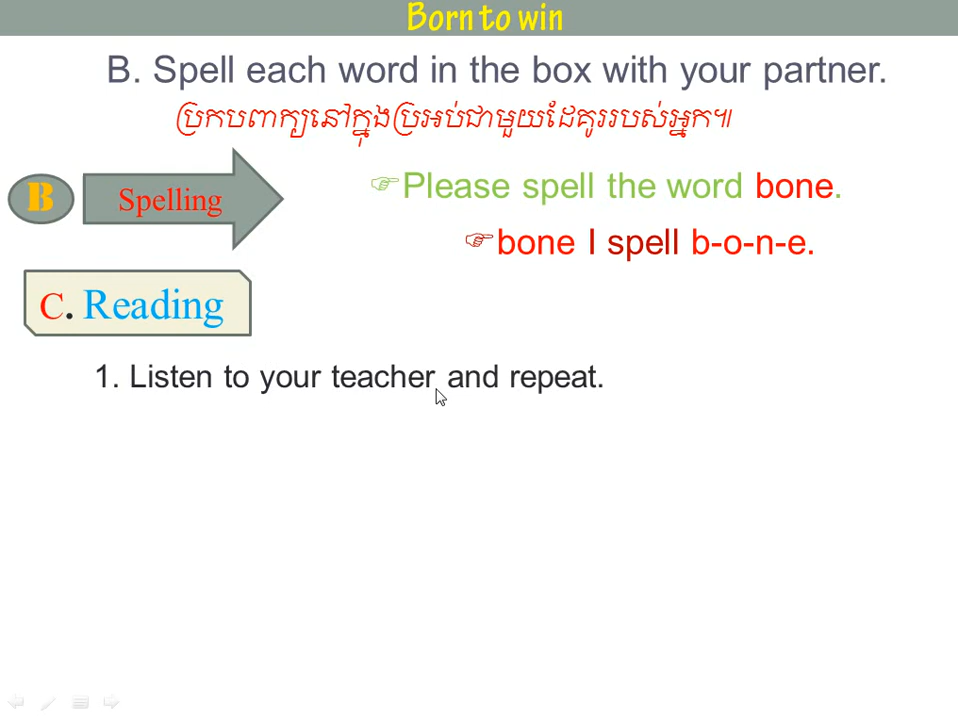 Born to win
B. Spell each word in the box with your partner.
ប្រកបពាក្យនៅក្នុងប្រអប់ជាមួយដៃគូររបស់អ្នក៕
B
Spelling
☞Please spell the word bone.
☞bone I spell b-o-n-e.
C. Reading
1. Listen to your teacher and repeat.